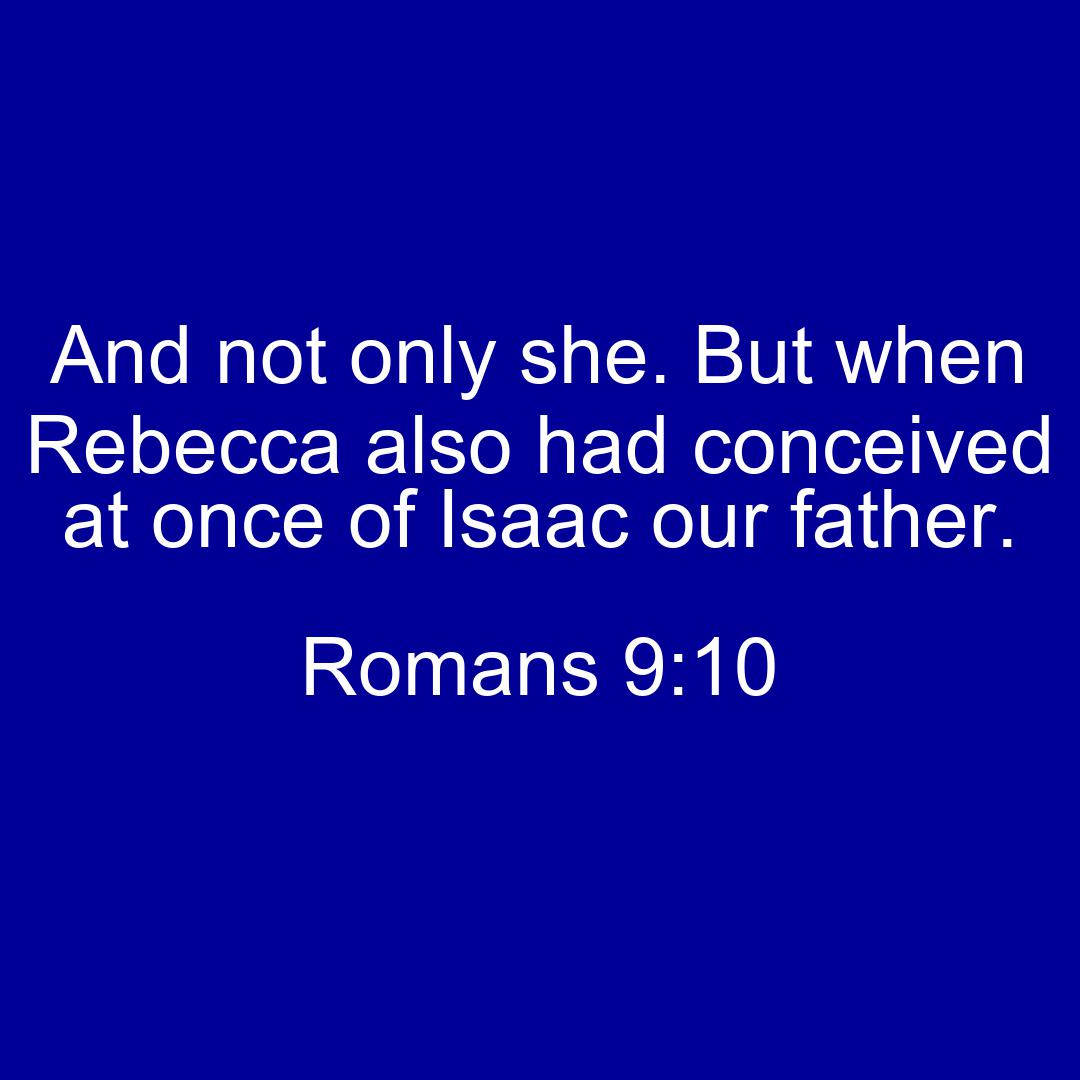 And not only she. But when
Rebecca also had conceived
at once of Isaac our father.
Romans 9:10